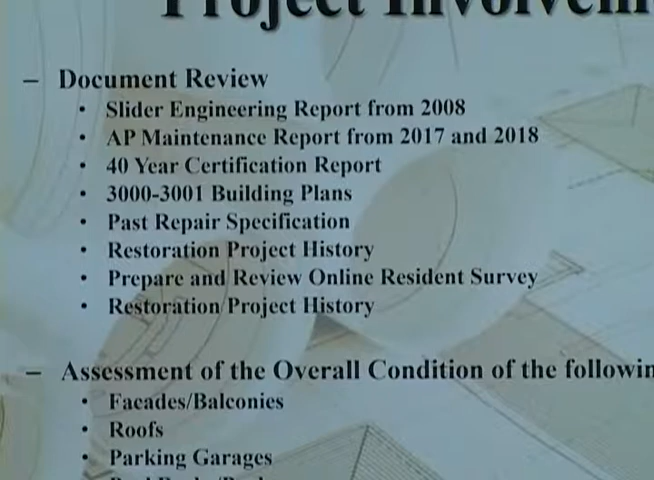 Project
– Document Review
• Slider Engineering Report from 2008
• AP Maintenance Report from 2017 and 2018
• 40 Year Certification Report
• 3000-3001 Building Plans
• Past Repair Specification
• Restoration Project History
• Prepare and Review Online Resident Survey
• Restoration Project History
– Assessment of the Overall Condition of the followin
• Facades/Balconies
• Roofs
• Parking Garages